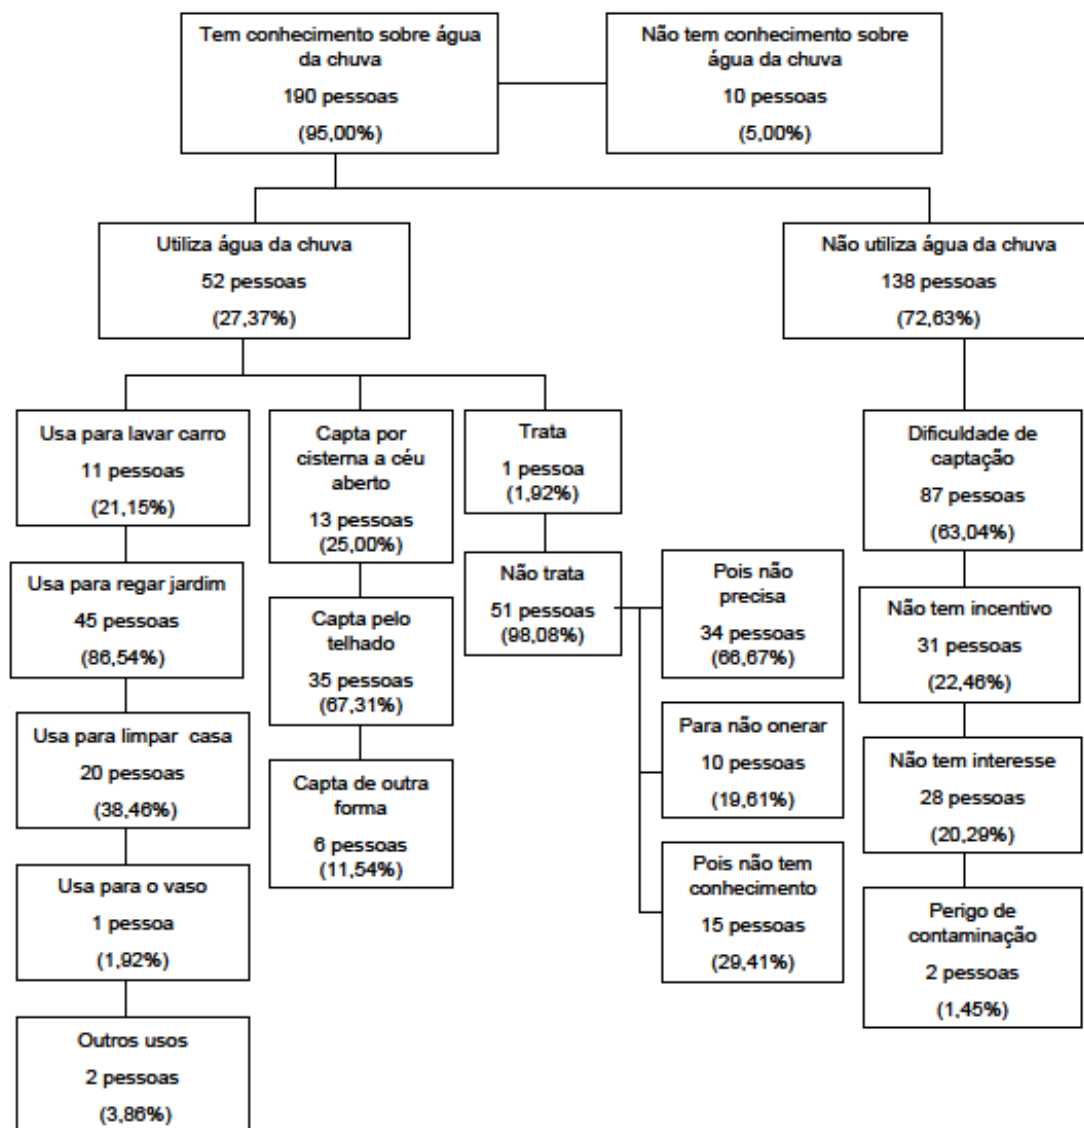 Tem conhecimento sobre água
da chuva
190 pessoas
(95,00%)
Não tem conhecimento sobre
água da chuva
10 pessoas
(5,00%)
Utiliza água da chuva
52 pessoas
(27,37%)
Não utiliza água da chuva
138 pessoas
(72,63%)
Usa para lavar carro
11 pessoas
(21,15%)
Usa para regar jardim
45 pessoas
(86,54%)
Usa para limpar casa
20 pessoas
(38,46%)
Usa para o vaso
1 pessoa
(1,92%)
Outros usos
2 pessoas
(3,86%)
Capta por
cisterna a céu
aberto
13 pessoas
(25,00%)
Capta pelo
telhado
35 pessoas
(67,31%)
Capta de outra
forma
6 pessoas
(11,54%)
Trata
1 pessoa
(1,92%)
Não trata
51 pessoas
(98,08%)
Pois não
precisa
34 pessoas
(66,67%)
Para não onerar
10 pessoas
(19,61%)
Pois não tem
conhecimento
15 pessoas
(29,41%)
Dificuldade de
captação
87 pessoas
(63,04%)
Não tem incentivo
31 pessoas
(22,46%)
Não tem interesse
28 pessoas
(20,29%)
Perigo de
contaminação
2 pessoas
(1,45%)